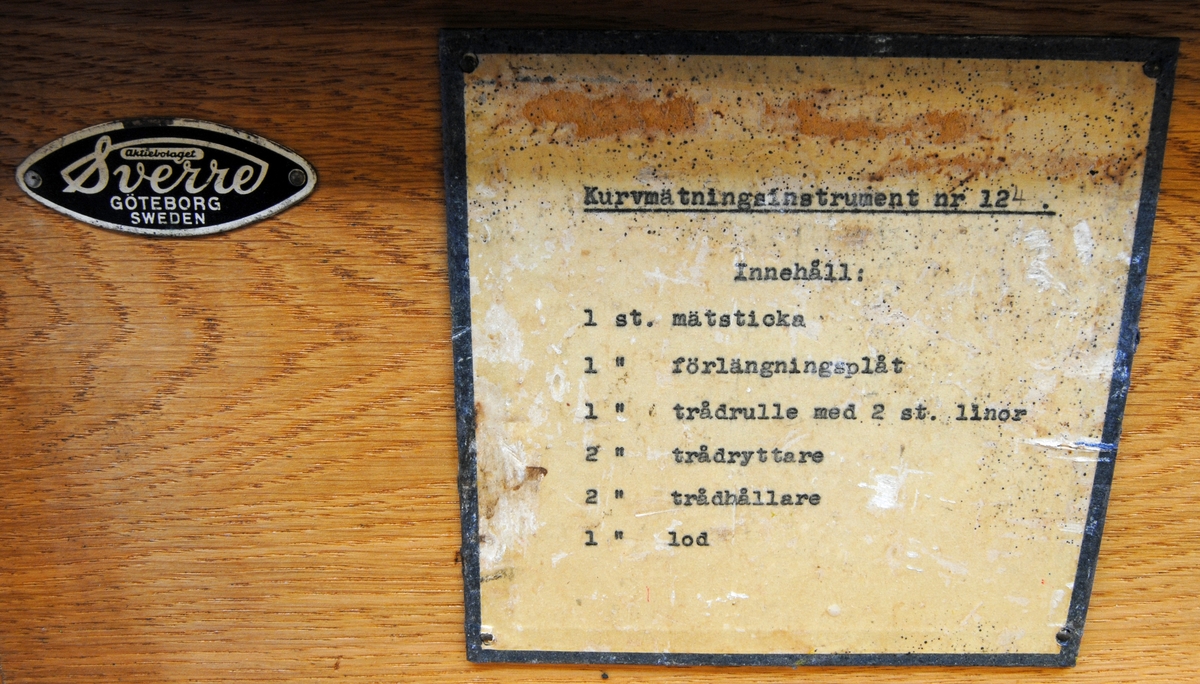 Aktiebolaget
Sverre
GÖTEBORG
SWEDEN
Kurvmätningsinstrument nr 124 .
Innehåll:
1 st. mätsticka
1 " förlängningsplåt
1 " trådrulle med 2 st. linor
2 " trådryttare
2 " trådhållare
1 " lod